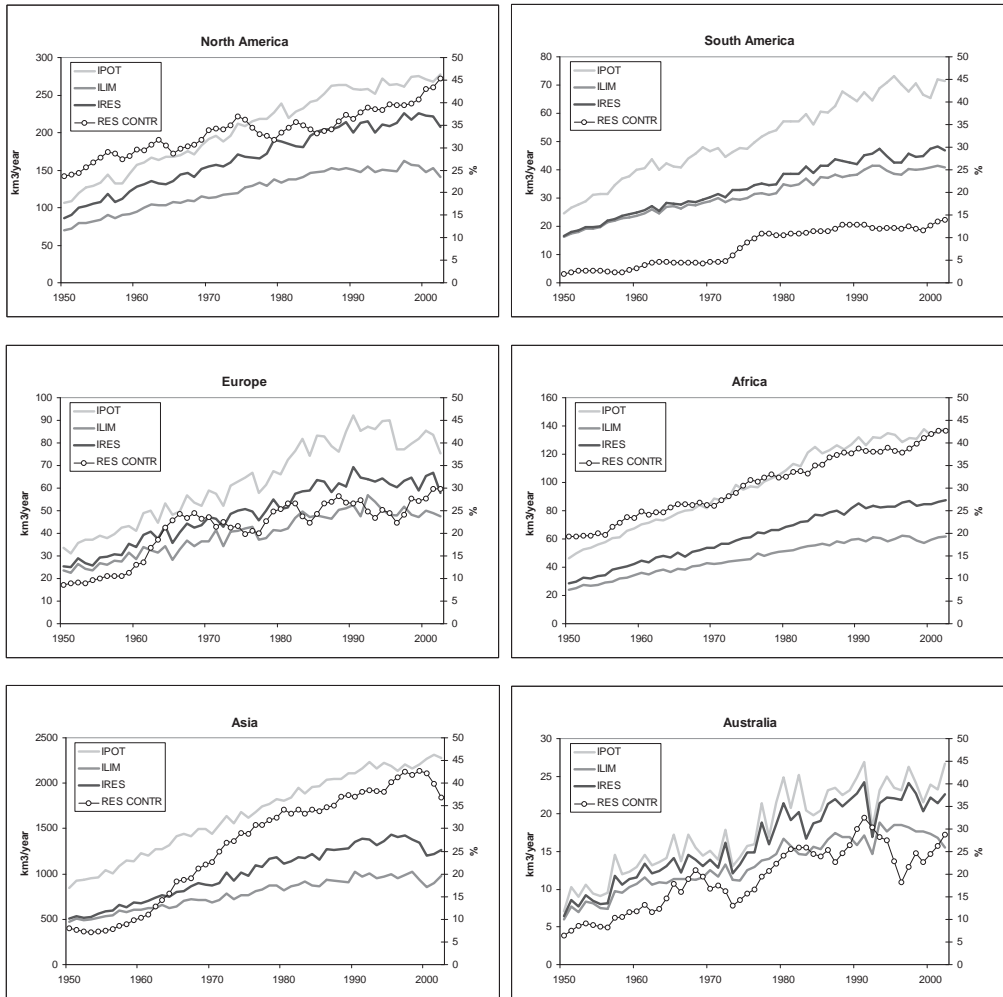 North America
300
250
200
150
100
50
0
km3/year
50
45
40
35
30
25
20
15
10
5
0
%
1950 1960 1970 1980 1990 2000
IPOT
ILIM
IRES
RES CONTR
South America
80
70
60
50
40
30
20
10
0
km3/year
50
45
40
35
30
25
20
15
10
5
0
%
1950 1960 1970 1980 1990 2000
IPOT
ILIM
IRES
RES CONTR
Europe
100
90
80
70
60
50
40
30
20
10
0
km3/year
50
45
40
35
30
25
20
15
10
5
0
%
1950 1960 1970 1980 1990 2000
IPOT
ILIM
IRES
RES CONTR
Africa
160
140
120
100
80
60
40
20
0
km3/year
50
45
40
35
30
25
20
15
10
5
0
%
1950 1960 1970 1980 1990 2000
IPOT
ILIM
IRES
RES CONTR
Asia
2500
2000
1500
1000
500
0
km3/year
50
45
40
35
30
25
20
15
10
5
0
%
1950 1960 1970 1980 1990 2000
IPOT
ILIM
IRES
RES CONTR
Australia
30
25
20
15
10
5
0
km3/year
50
45
40
35
30
25
20
15
10
5
0
%
1950 1960 1970 1980 1990 2000
IPOT
ILIM
IRES
RES CONTR